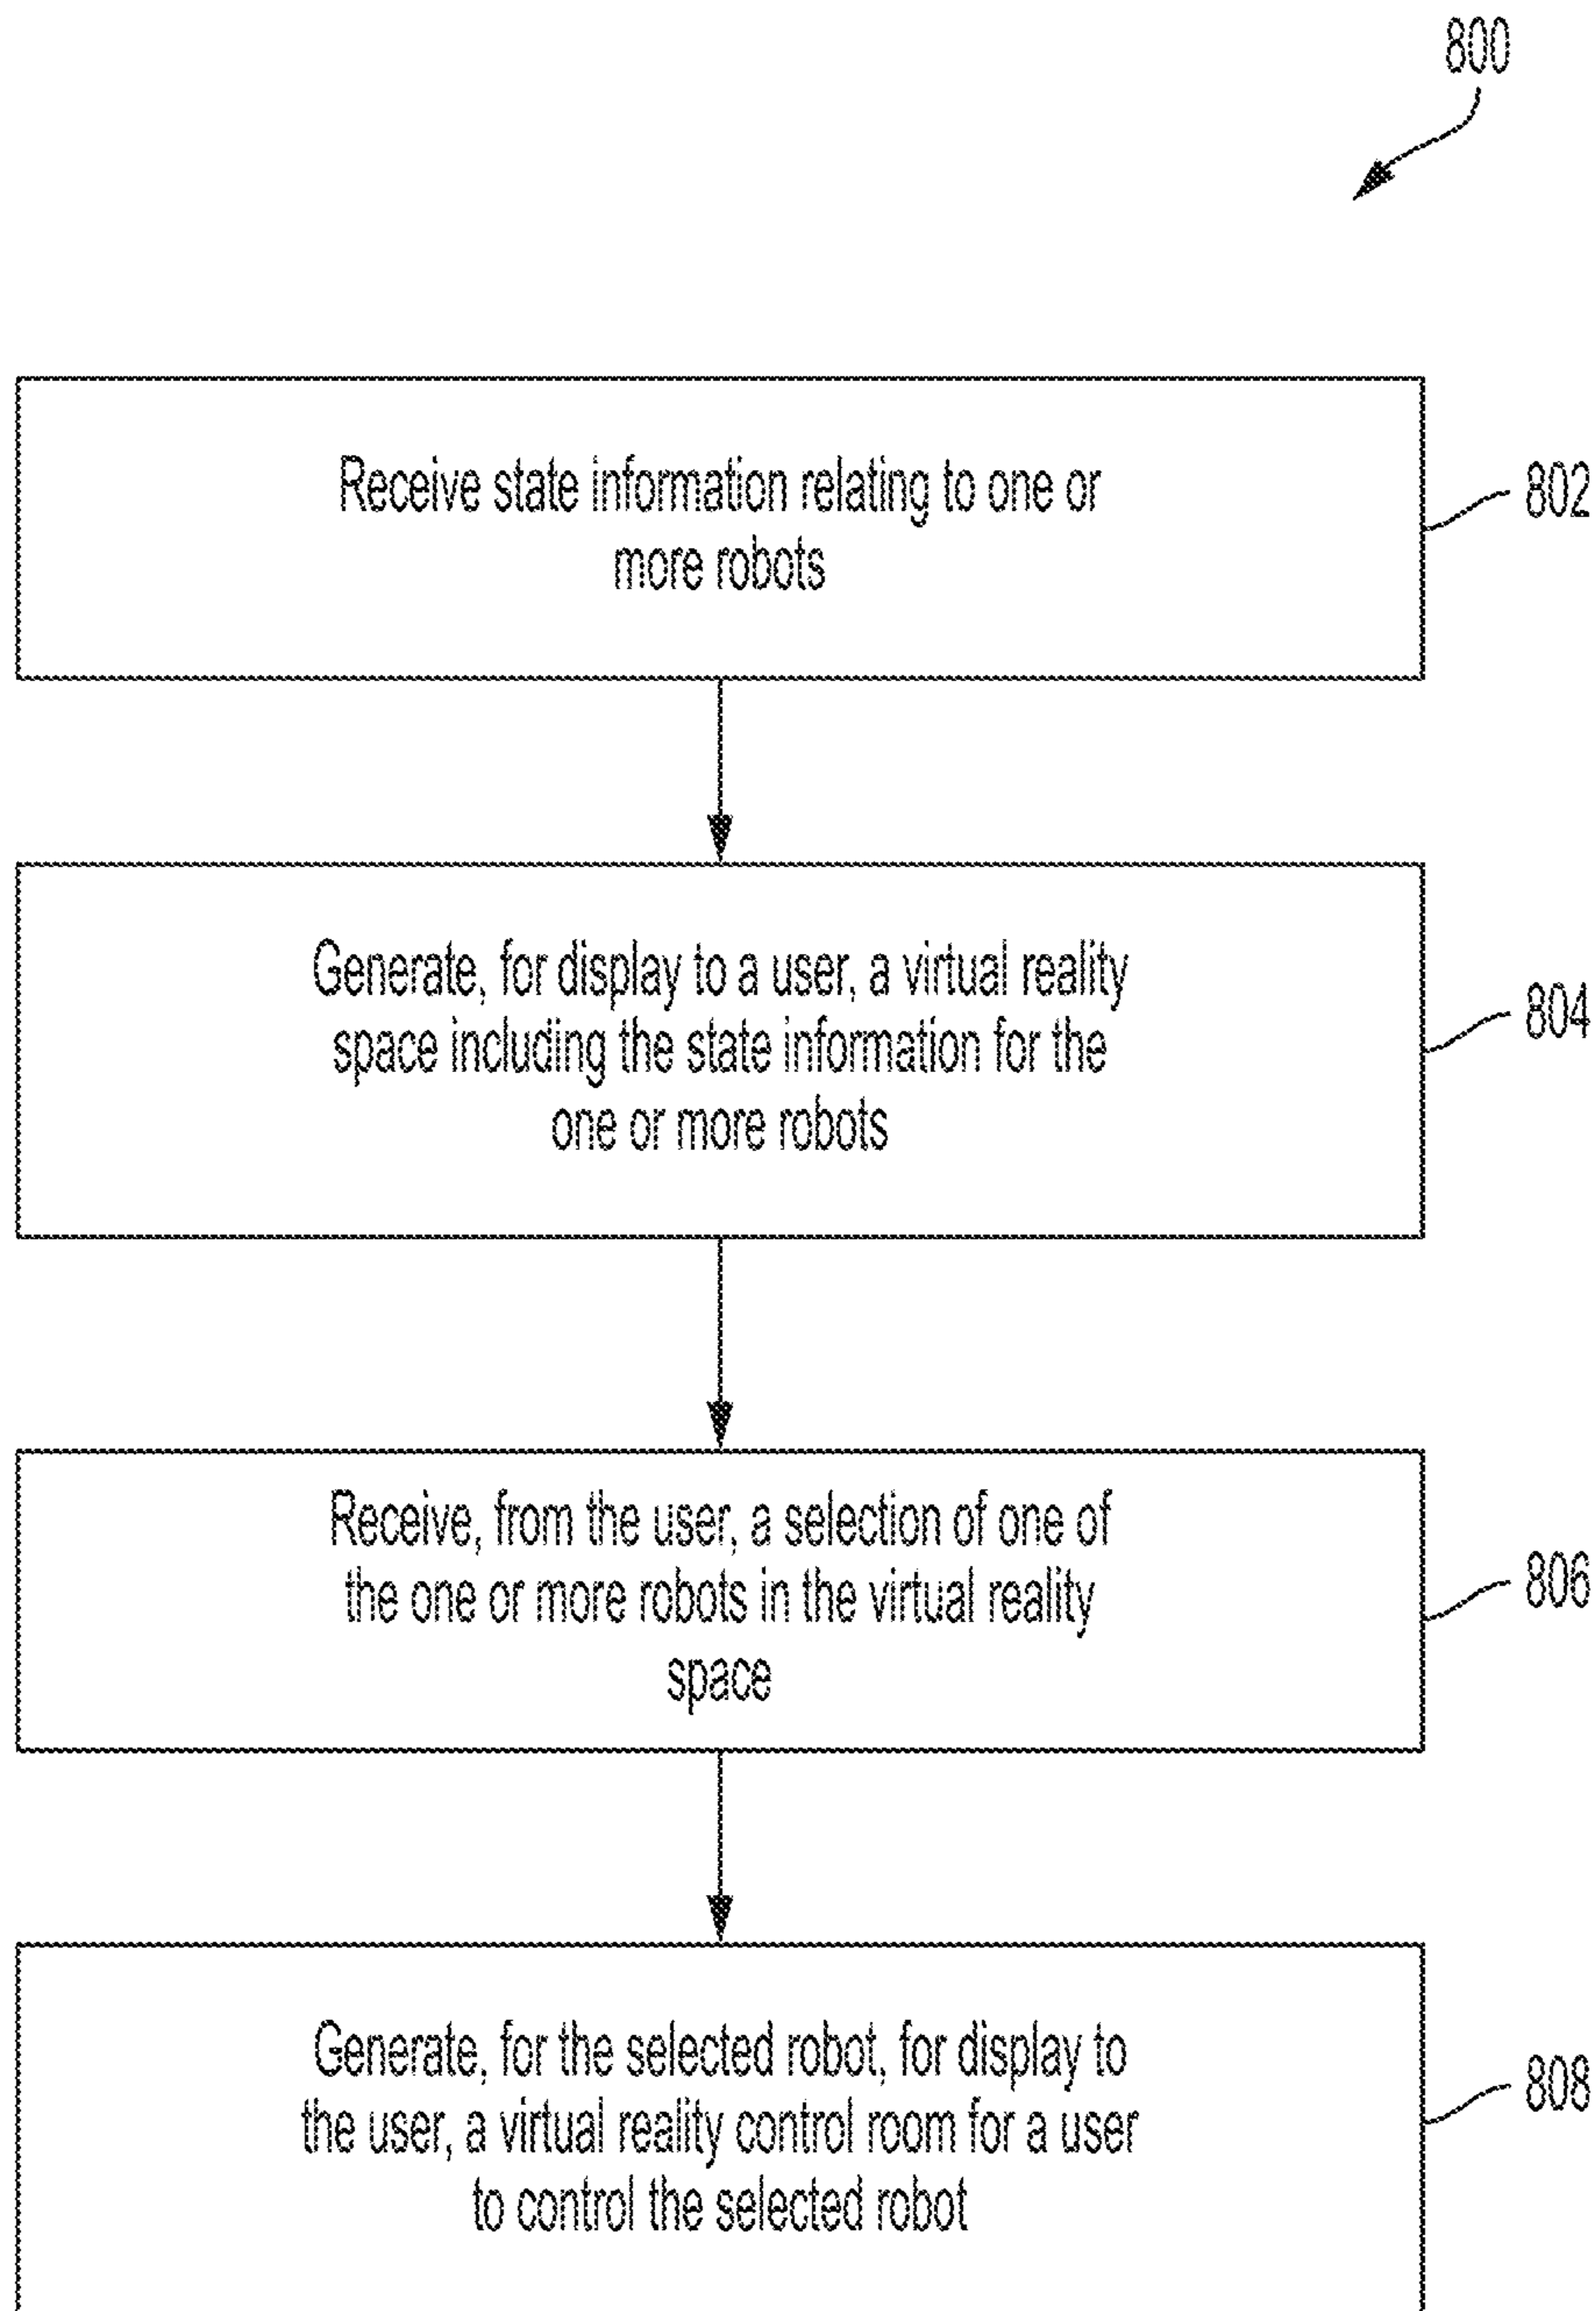 800
Receive state information relating to one or
more robots
802
Generate, for display to a user, a virtual reality
space including the state information for the
one or more robots
804
Receive, from the user, a selection of one of
the one or more robots in the virtual reality
space
806
Generate, for the selected robot, for display to
the user, a virtual reality control room for a user
to control the selected robot
808